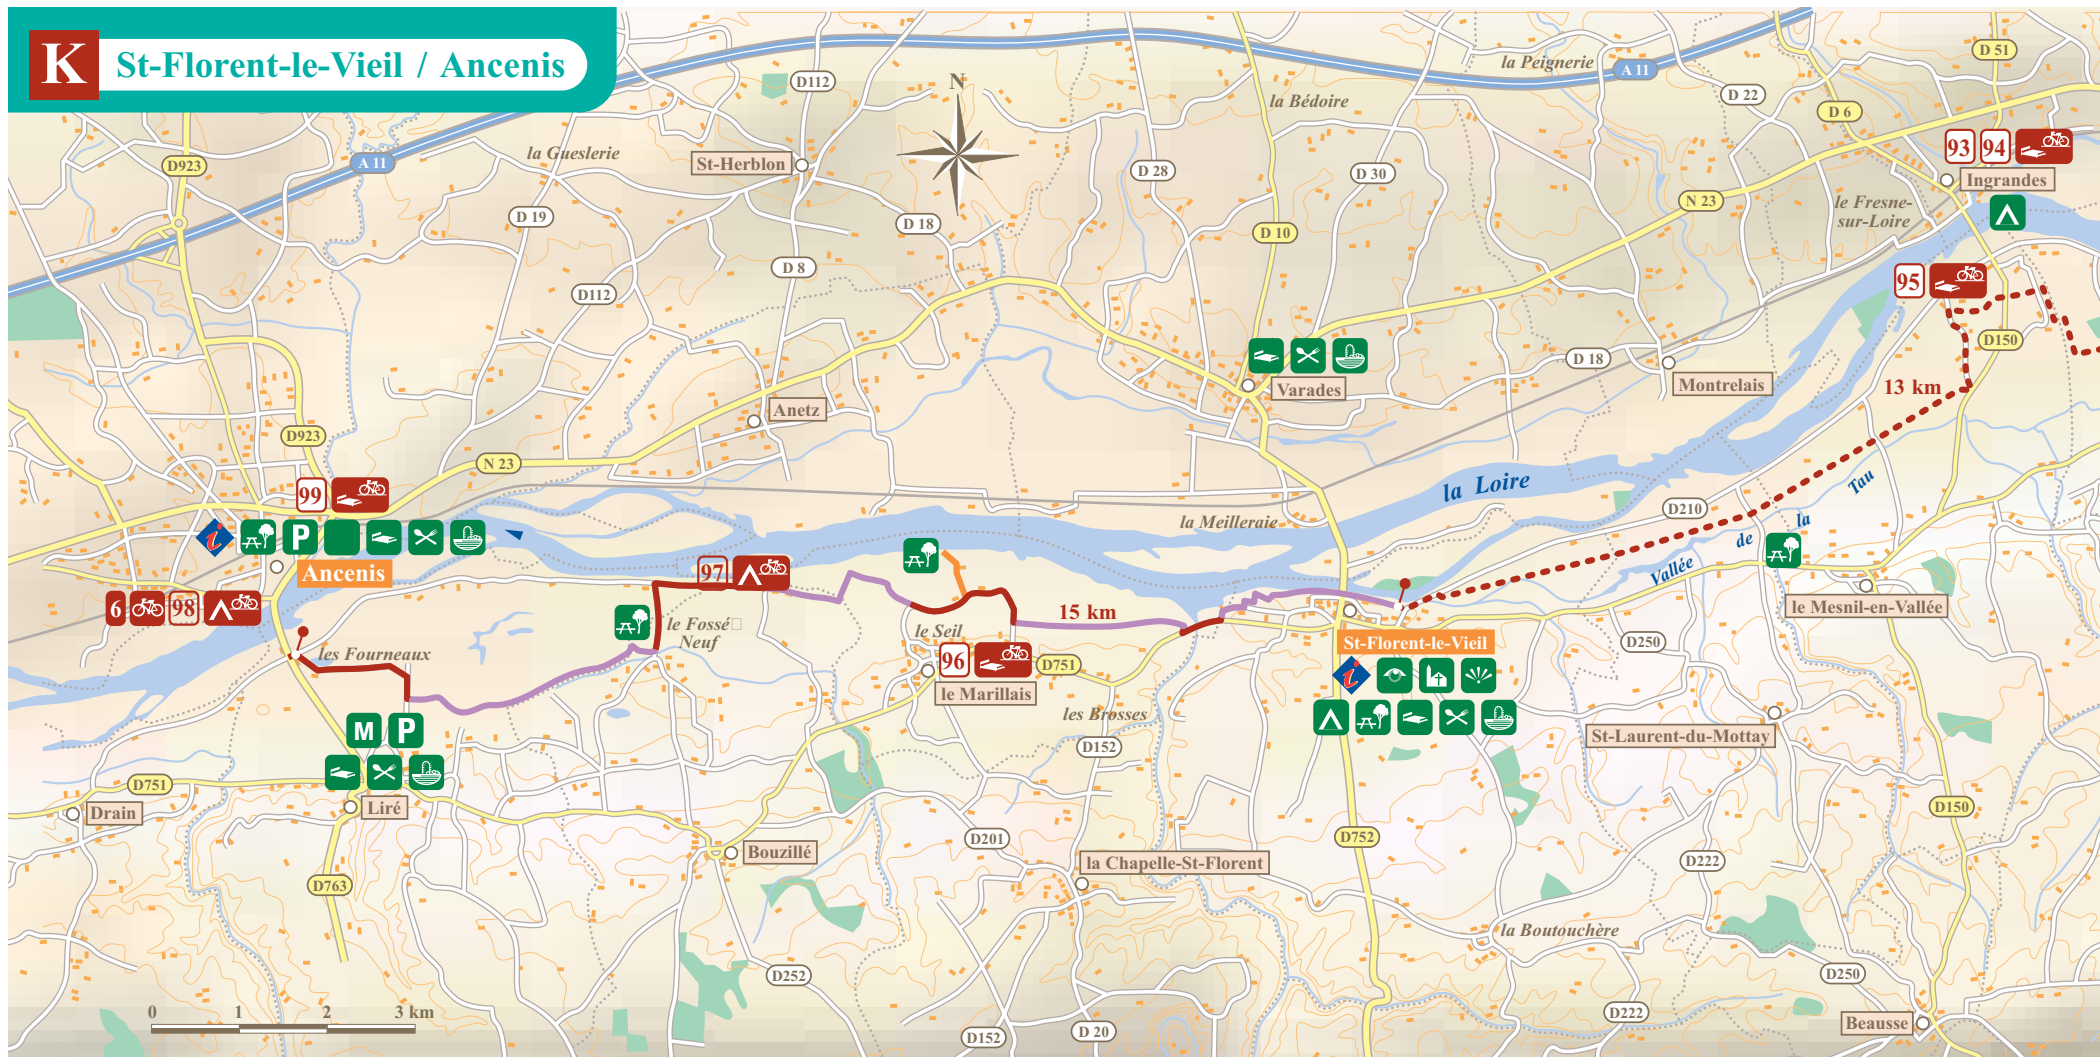 K
St-Florent-le-Vieil / Ancenis
N
la Peignerie
A 11
D 51
D112
D 22
la Bédoire
D 6
93 94
Ingrandes
D923
A 11
la Gueslerie
St-Herblon
D 28
D 30
N 23
le Fresne-
sur-Loire
D 19
D 18
D 10
D 8
D112
95
D150
Varades
D 18
Montrelais
13 km
Anetz
D923
N 23
99
la Loire
Tau
la
de
Vallée
D210
la Meilleraie
i
P
Ancenis
97
6
98
15 km
le Mesnil-en-Vallée
le Fossé
Neuf
le Seil
les Fourneaux
96
D751
le Marillais
St-Florent-le-Vieil
i
D250
les Brosses
D152
St-Laurent-du-Mottay
M P
D751
Drain
Liré
D150
D201
D752
Bouzillé
la Chapelle-St-Florent
D222
D763
la Boutouchère
D252
D250
0 1 2 3 km
D152
D 20
D222
Beausse